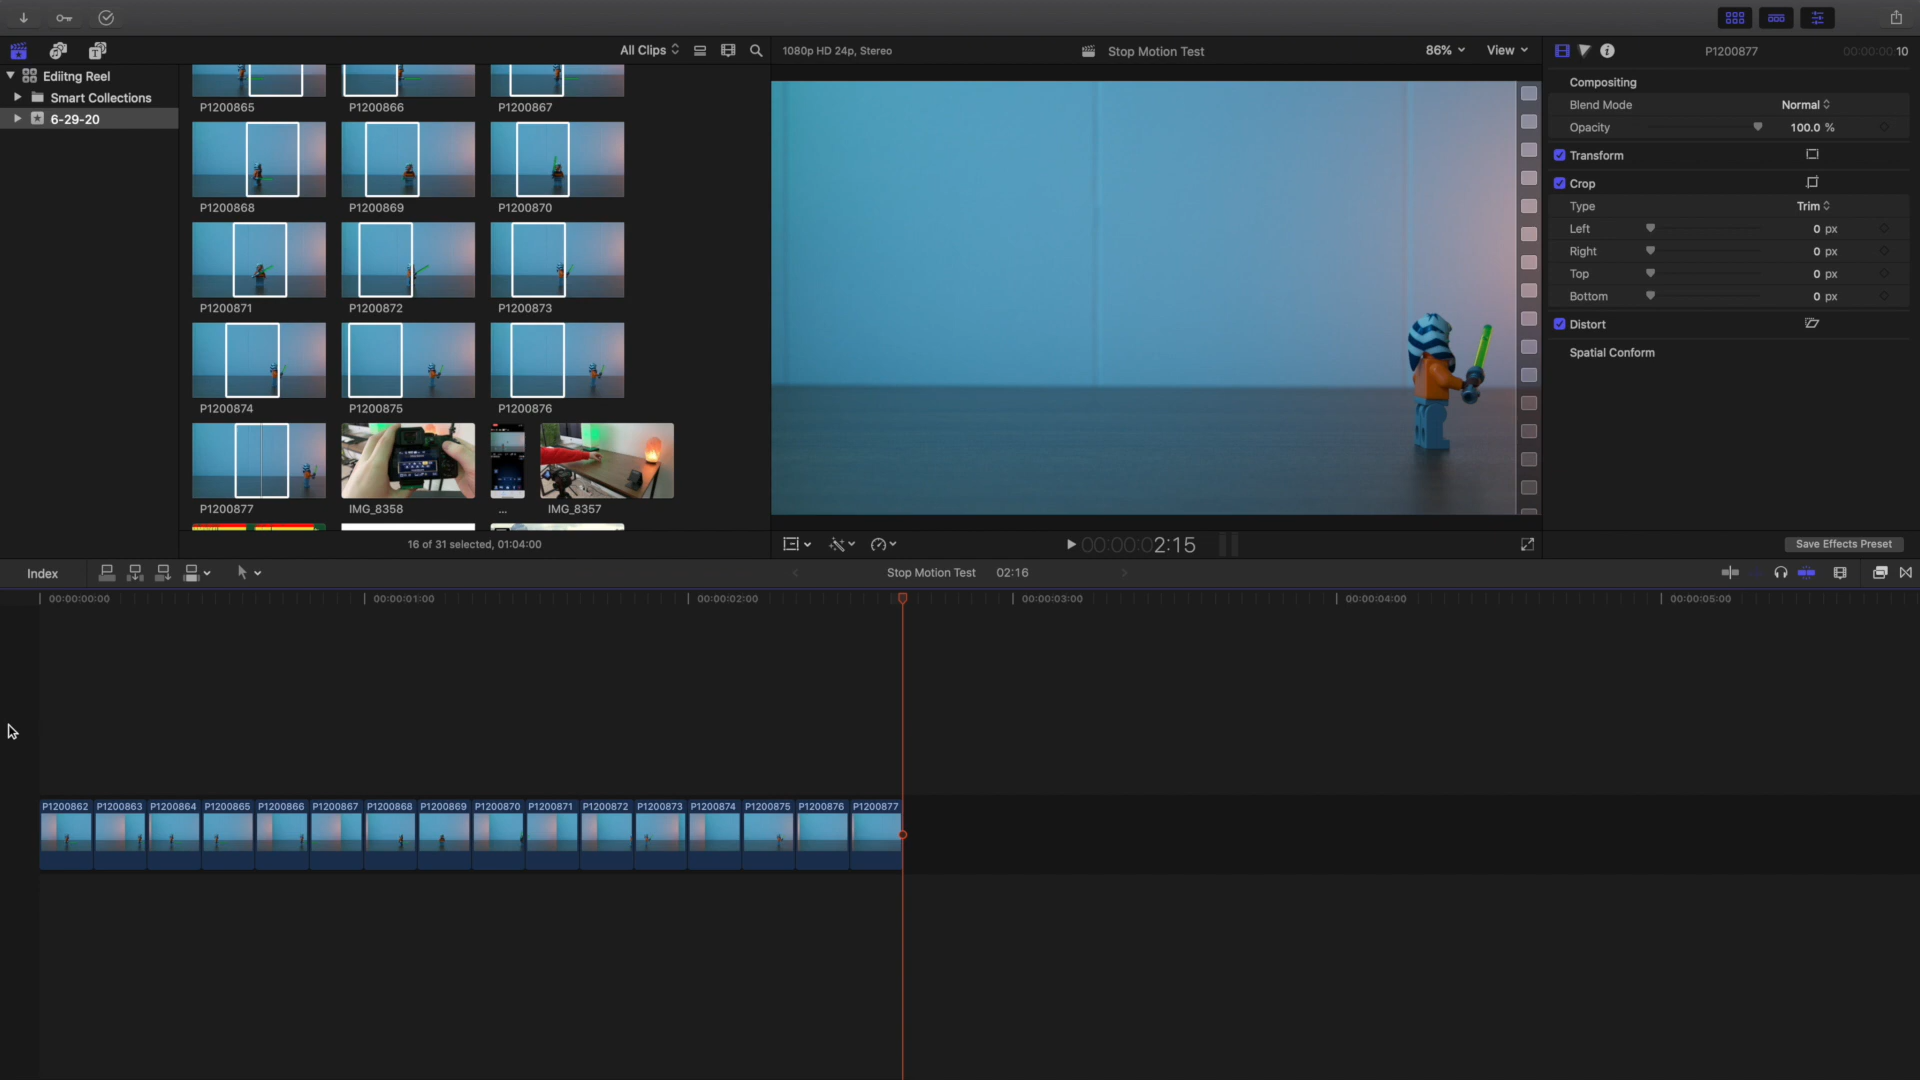 All Clips
1080p HD 24p, Stereo
Stop Motion Test
86%
View
P1200877
00:00:00:10
Ediitng Reel
Smart Collections
6-29-20
P1200865
P1200866
P1200867
P1200868
P1200869
P1200870
P1200871
P1200872
P1200873
P1200874
P1200875
P1200876
P1200877
IMG_8358
...
IMG_8357
16 of 31 selected, 01:04:00
00:00:02:15
Compositing
Blend Mode
Normal
Opacity
100.0 %
Transform
Crop
Type
Trim
Left
0 px
Right
0 px
Top
0 px
Bottom
0 px
Distort
Spatial Conform
Save Effects Preset
Index
Stop Motion Test
02:16
00:00:00:00
00:00:01:00
00:00:02:00
00:00:03:00
00:00:04:00
00:00:05:00
P1200862
P1200863
P1200864
P1200865
P1200866
P1200867
P1200868
P1200869
P1200870
P1200871
P1200872
P1200873
P1200874
P1200875
P1200876
P1200877